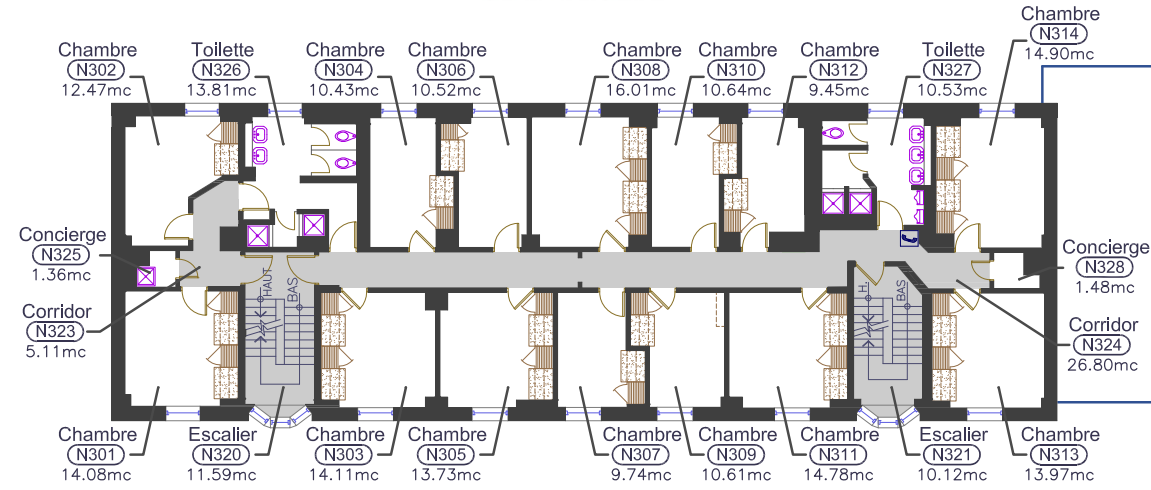 Chambre
N302
12.47mc
Toilette
N326
13.81mc
Chambre
N304
10.43mc
Chambre
N306
10.52mc
Chambre
N308
16.01mc
Chambre
N310
10.64mc
Chambre
N312
9.45mc
Toilette
N327
10.53mc
Chambre
N314
14.90mc
Concierge
N325
1.36mc
Corridor
N323
5.11mc
HAUT
BAS
H.
BAS
Concierge
N328
1.48mc
Corridor
N324
26.80mc
Chambre
N301
14.08mc
Escalier
N320
11.59mc
Chambre
N303
14.11mc
Chambre
N305
13.73mc
Chambre
N307
9.74mc
Chambre
N309
10.61mc
Chambre
N311
14.78mc
Escalier
N321
10.12mc
Chambre
N313
13.97mc